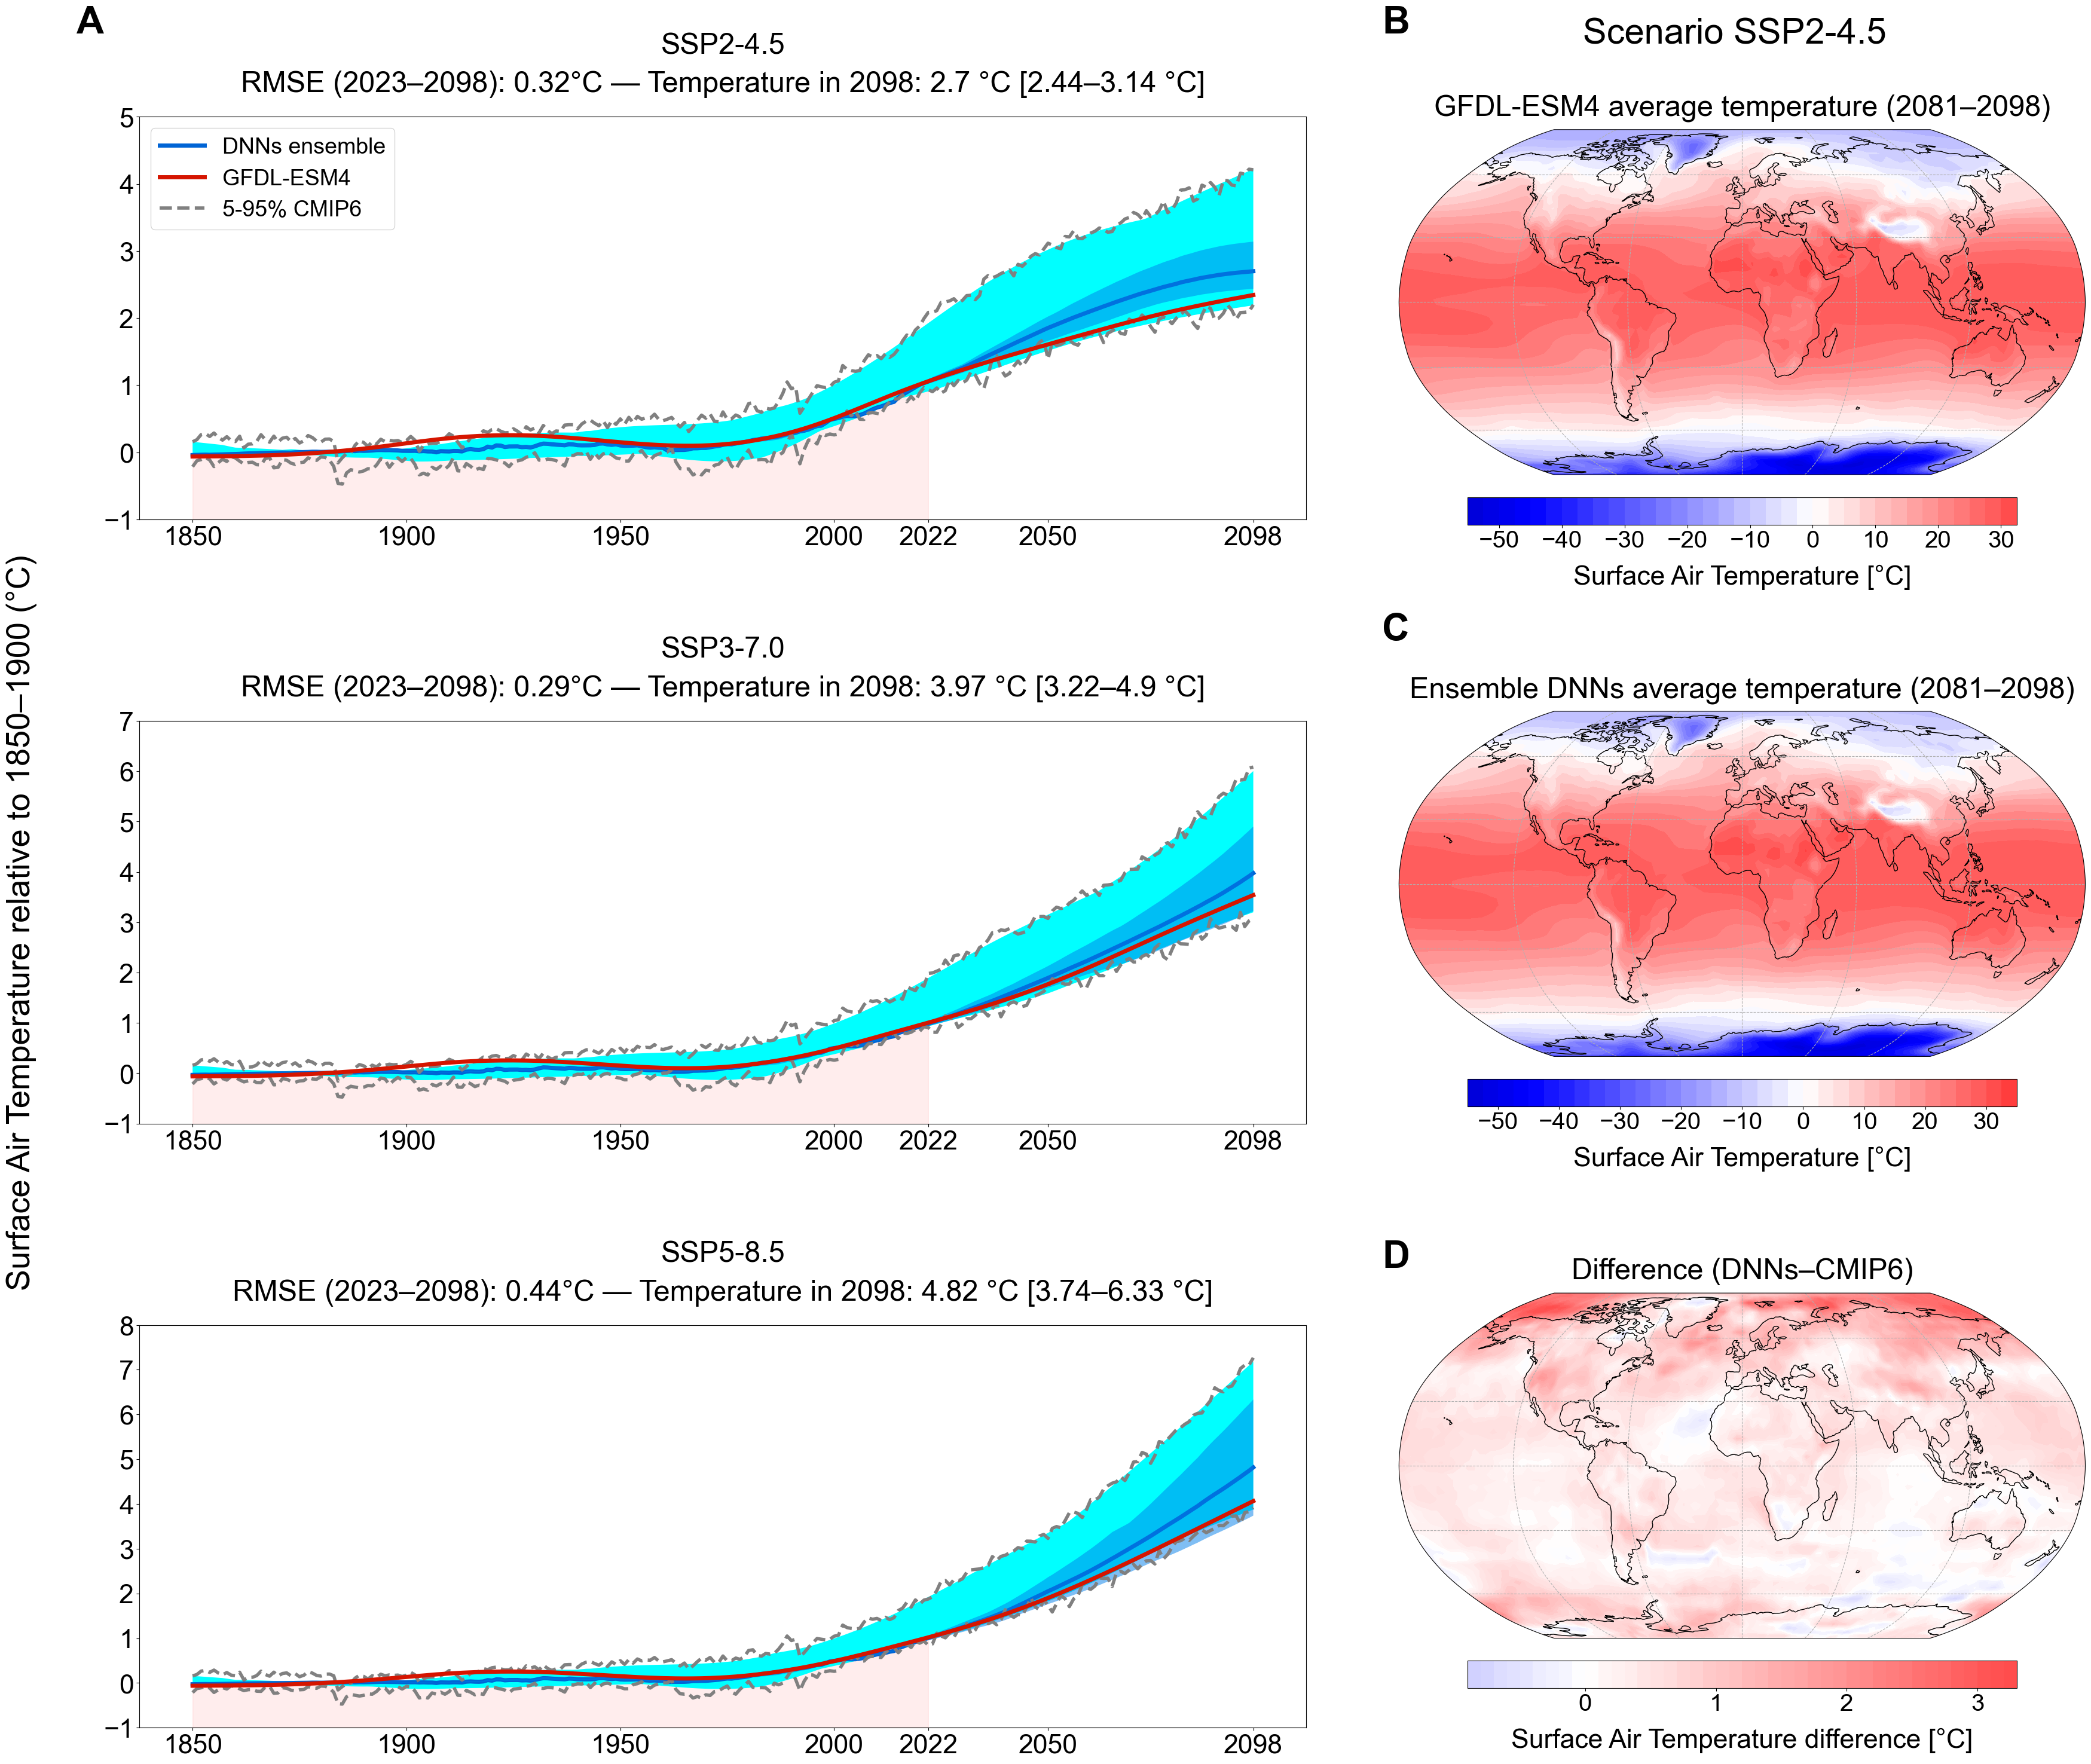 A
SSP2-4.5
RMSE (2023–2098): 0.32°C — Temperature in 2098: 2.7 °C [2.44–3.14 °C]
DNNs ensemble
GFDL-ESM4
5-95% CMIP6
5
4
3
2
1
0
−1
1850 1900 1950 2000 2022 2050 2098
Surface Air Temperature relative to 1850–1900 (°C)
SSP3-7.0
RMSE (2023–2098): 0.29°C — Temperature in 2098: 3.97 °C [3.22–4.9 °C]
7
6
5
4
3
2
1
0
−1
1850 1900 1950 2000 2022 2050 2098
SSP5-8.5
RMSE (2023–2098): 0.44°C — Temperature in 2098: 4.82 °C [3.74–6.33 °C]
8
7
6
5
4
3
2
1
0
−1
1850 1900 1950 2000 2022 2050 2098
B
Scenario SSP2-4.5
GFDL-ESM4 average temperature (2081–2098)
−50 −40 −30 −20 −10 0 10 20 30
Surface Air Temperature [°C]
C
Ensemble DNNs average temperature (2081–2098)
−50 −40 −30 −20 −10 0 10 20 30
Surface Air Temperature [°C]
D
Difference (DNNs–CMIP6)
0 1 2 3
Surface Air Temperature difference [°C]